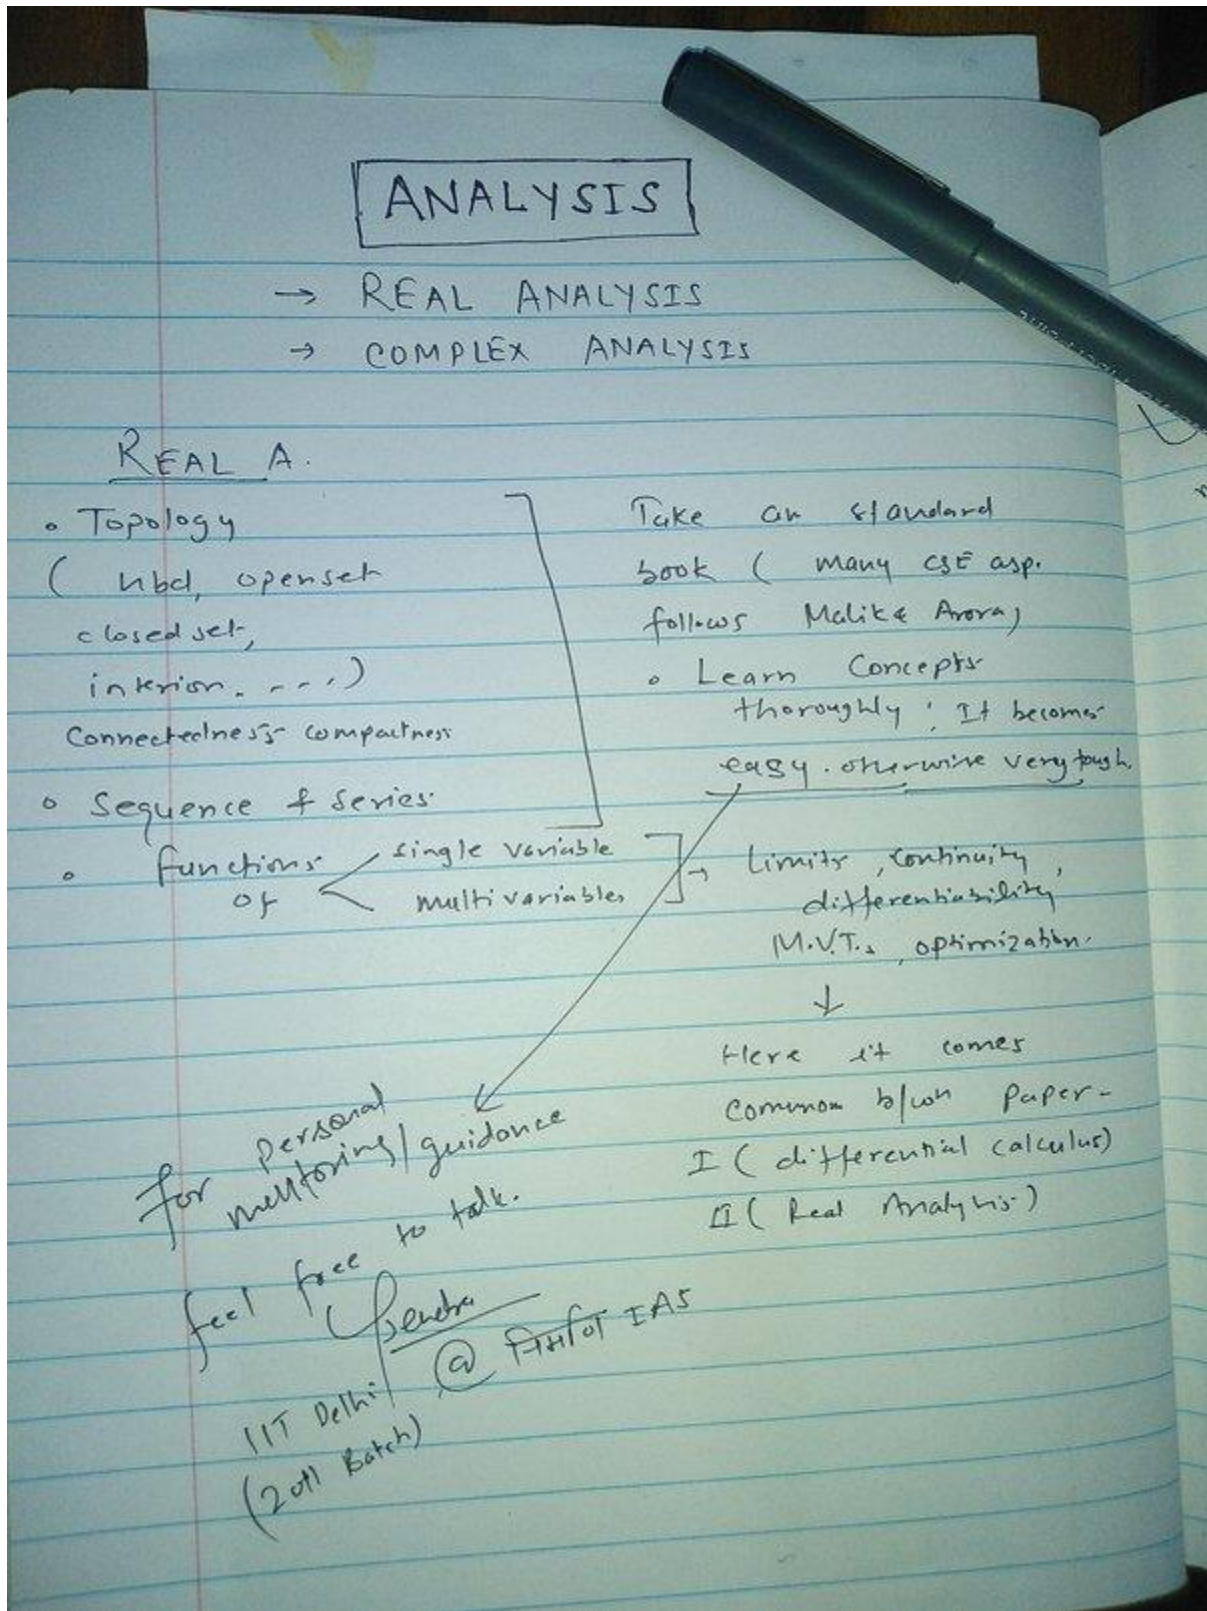 ANALYSIS
→ REAL ANALYSIS
→ COMPLEX ANALYSIS
REAL A.
• Topology
( nbd, openset
closed set,
interior. ---.)
Connectedness compactness
• Sequence & Series
• functions of
single variable
multi variables
Take an standard
book ( many CSE asp.
follows Malik & Arora)
• Learn Concepts
thoroughly ; It becomes
easy. otherwise very tough.
→ limits, continuity,
differentiability,
M.V.T.s, optimization.
↓
Here it comes
common b/wn Paper-
I ( differential calculus)
II ( Real Analysis)
for personal
mentoring/guidance
feel free to talk.
@ निर्माण IAS
IIT Delhi
(2011 Batch)